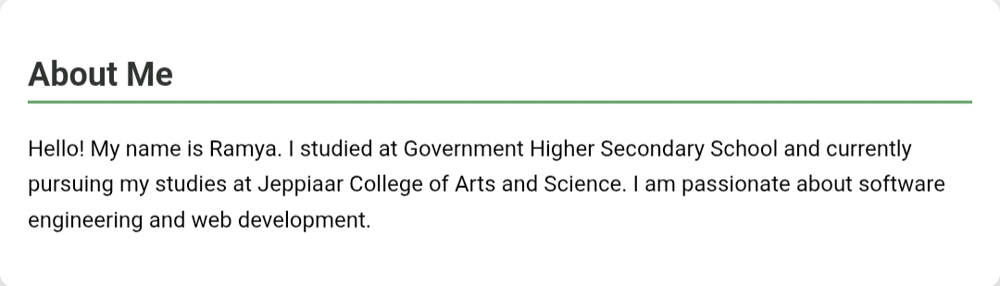 About Me
Hello! My name is Ramya. I studied at Government Higher Secondary School and currently
pursuing my studies at Jeppiaar College of Arts and Science. I am passionate about software
engineering and web development.